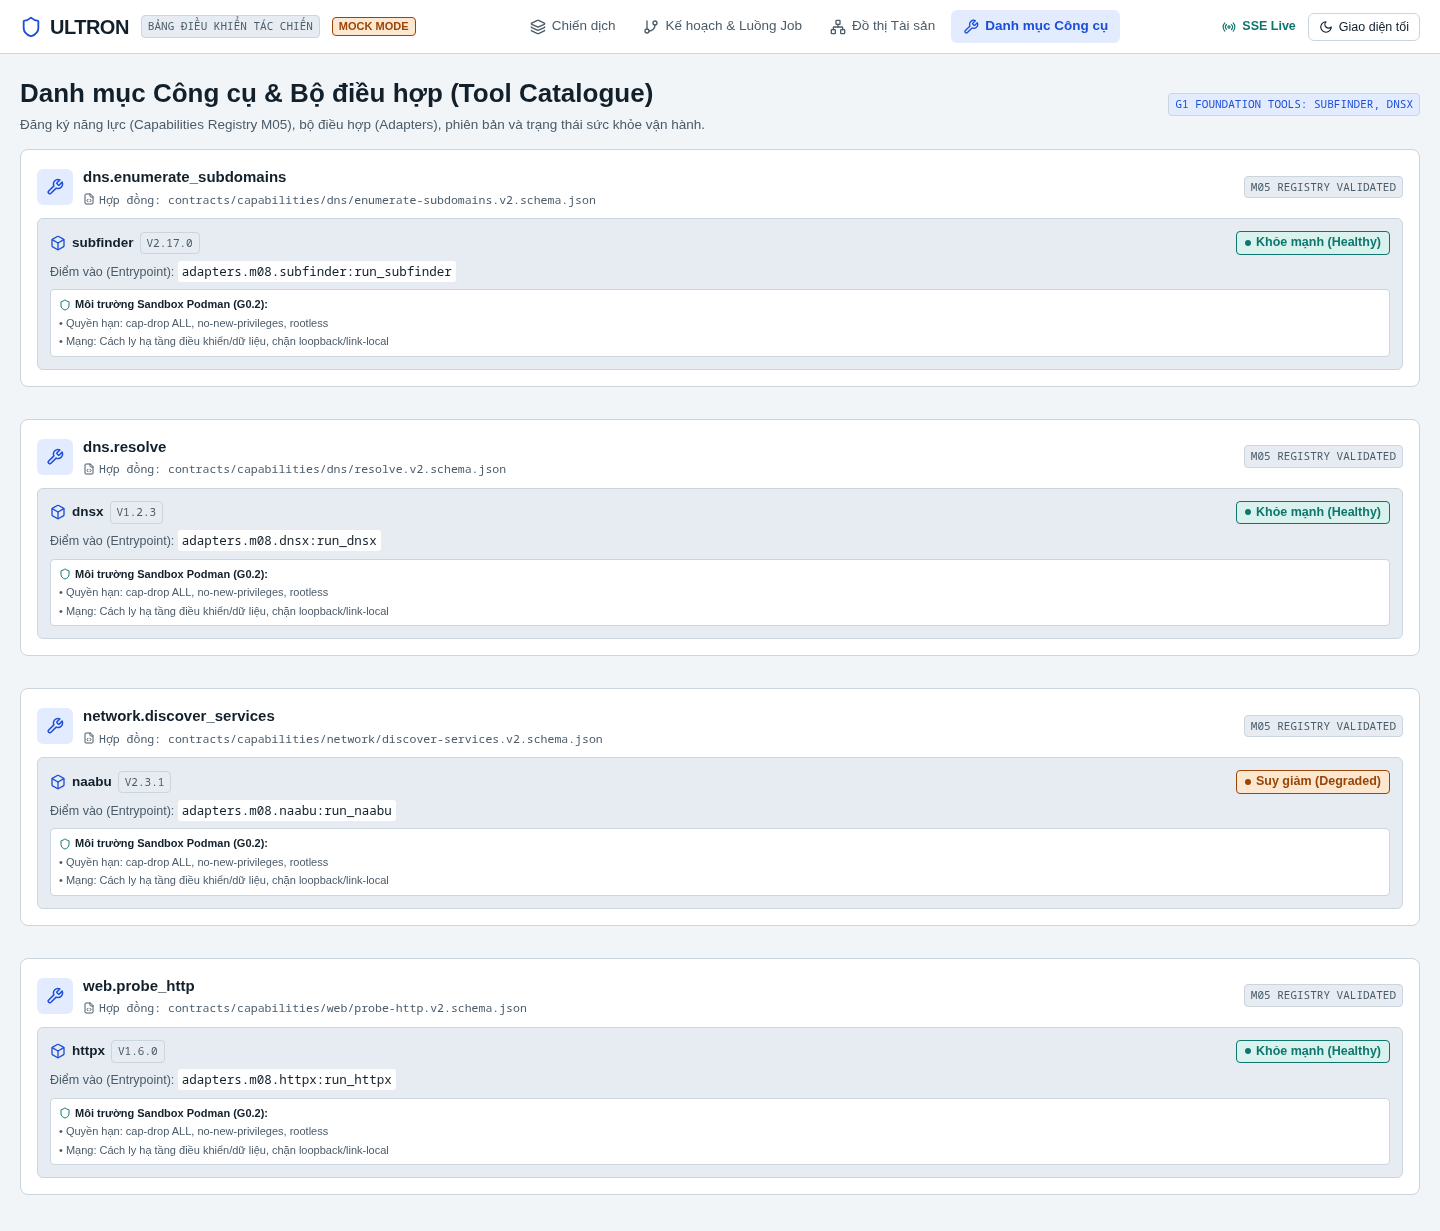 ULTRON
BẢNG ĐIỀU KHIỂN TÁC CHIẾN
MOCK MODE
Chiến dịch
Kế hoạch & Luồng Job
Đồ thị Tài sản
Danh mục Công cụ
SSE Live
Giao diện tối
Danh mục Công cụ & Bộ điều hợp (Tool Catalogue)
Đăng ký năng lực (Capabilities Registry M05), bộ điều hợp (Adapters), phiên bản và trạng thái sức khỏe vận hành.
G1 FOUNDATION TOOLS: SUBFINDER, DNSX
dns.enumerate_subdomains
Hợp đồng: contracts/capabilities/dns/enumerate-subdomains.v2.schema.json
M05 REGISTRY VALIDATED
subfinder V2.17.0
Khỏe mạnh (Healthy)
Điểm vào (Entrypoint): adapters.m08.subfinder:run_subfinder
Môi trường Sandbox Podman (G0.2):
• Quyền hạn: cap-drop ALL, no-new-privileges, rootless
• Mạng: Cách ly hạ tầng điều khiển/dữ liệu, chặn loopback/link-local
dns.resolve
Hợp đồng: contracts/capabilities/dns/resolve.v2.schema.json
M05 REGISTRY VALIDATED
dnsx V1.2.3
Khỏe mạnh (Healthy)
Điểm vào (Entrypoint): adapters.m08.dnsx:run_dnsx
Môi trường Sandbox Podman (G0.2):
• Quyền hạn: cap-drop ALL, no-new-privileges, rootless
• Mạng: Cách ly hạ tầng điều khiển/dữ liệu, chặn loopback/link-local
network.discover_services
Hợp đồng: contracts/capabilities/network/discover-services.v2.schema.json
M05 REGISTRY VALIDATED
naabu V2.3.1
Suy giảm (Degraded)
Điểm vào (Entrypoint): adapters.m08.naabu:run_naabu
Môi trường Sandbox Podman (G0.2):
• Quyền hạn: cap-drop ALL, no-new-privileges, rootless
• Mạng: Cách ly hạ tầng điều khiển/dữ liệu, chặn loopback/link-local
web.probe_http
Hợp đồng: contracts/capabilities/web/probe-http.v2.schema.json
M05 REGISTRY VALIDATED
httpx V1.6.0
Khỏe mạnh (Healthy)
Điểm vào (Entrypoint): adapters.m08.httpx:run_httpx
Môi trường Sandbox Podman (G0.2):
• Quyền hạn: cap-drop ALL, no-new-privileges, rootless
• Mạng: Cách ly hạ tầng điều khiển/dữ liệu, chặn loopback/link-local